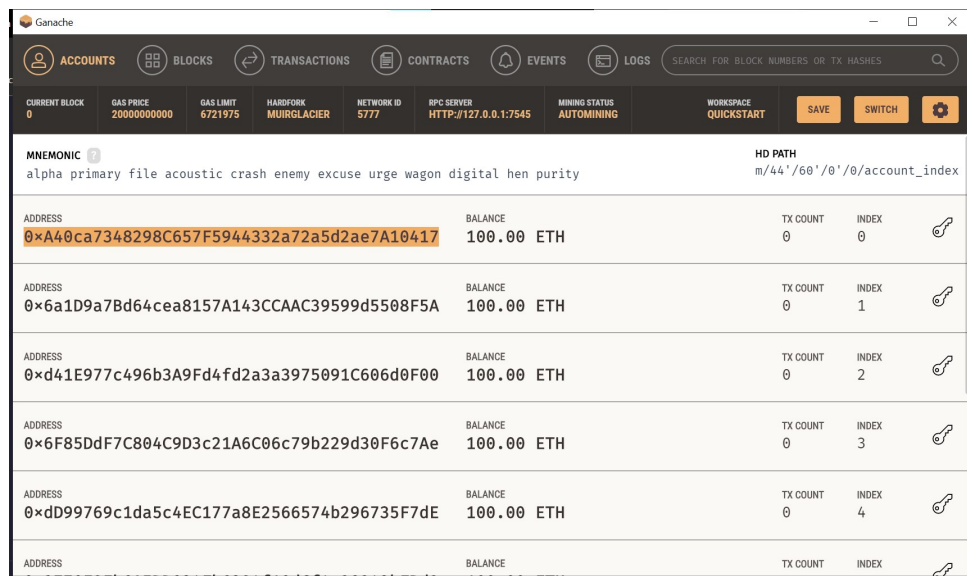 Ganache
ACCOUNTS BLOCKS TRANSACTIONS CONTRACTS EVENTS LOGS SEARCH FOR BLOCK NUMBERS OR TX HASHES
CURRENT BLOCK GAS PRICE GAS LIMIT HARDFORK NETWORK ID RPC SERVER MINING STATUS WORKSPACE
0 20000000000 6721975 MUIRGLACIER 5777 HTTP://127.0.0.1:7545 AUTOMINING QUICKSTART SAVE SWITCH
MNEMONIC ? HD PATH
alpha primary file acoustic crash enemy excuse urge wagon digital hen purity m/44'/60'/0'/0/account_index
ADDRESS BALANCE TX COUNT INDEX
0×A40ca7348298C657F5944332a72a5d2ae7A10417 100.00 ETH 0 0
ADDRESS BALANCE TX COUNT INDEX
0×6a1D9a7Bd64cea8157A143CCAAC39599d5508F5A 100.00 ETH 0 1
ADDRESS BALANCE TX COUNT INDEX
0×d41E977c496b3A9Fd4fd2a3a3975091C606d0F00 100.00 ETH 0 2
ADDRESS BALANCE TX COUNT INDEX
0×6F85DdF7C804C9D3c21A6C06c79b229d30F6c7Ae 100.00 ETH 0 3
ADDRESS BALANCE TX COUNT INDEX
0×dD99769c1da5c4EC177a8E2566574b296735F7dE 100.00 ETH 0 4
ADDRESS BALANCE TX COUNT INDEX